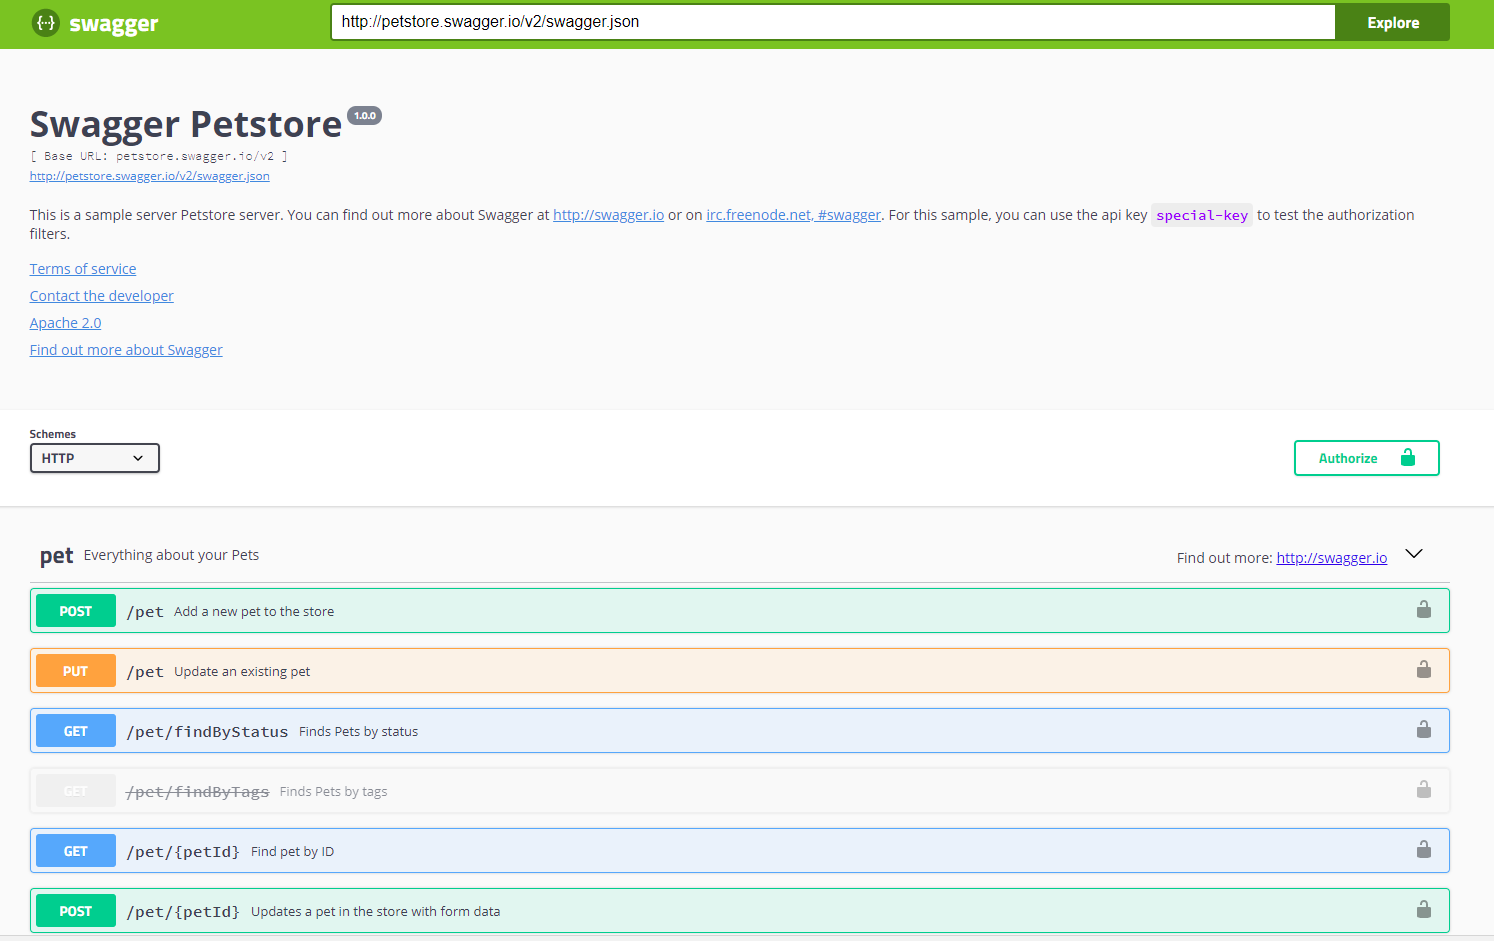 {···} swagger
http://petstore.swagger.io/v2/swagger.json
Explore
Swagger Petstore 1.0.0
[ Base URL: petstore.swagger.io/v2 ]
http://petstore.swagger.io/v2/swagger.json
This is a sample server Petstore server. You can find out more about Swagger at http://swagger.io or on irc.freenode.net, #swagger. For this sample, you can use the api key special-key to test the authorization
filters.
Terms of service
Contact the developer
Apache 2.0
Find out more about Swagger
Schemes
HTTP
Authorize
pet Everything about your Pets
Find out more: http://swagger.io
POST /pet Add a new pet to the store
PUT /pet Update an existing pet
GET /pet/findByStatus Finds Pets by status
GET /pet/findByTags Finds Pets by tags
GET /pet/{petId} Find pet by ID
POST /pet/{petId} Updates a pet in the store with form data